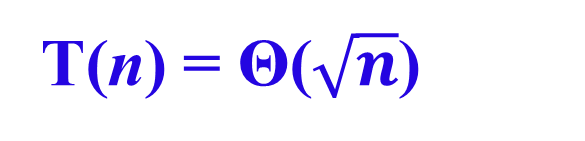 T(n) = Θ(√n)